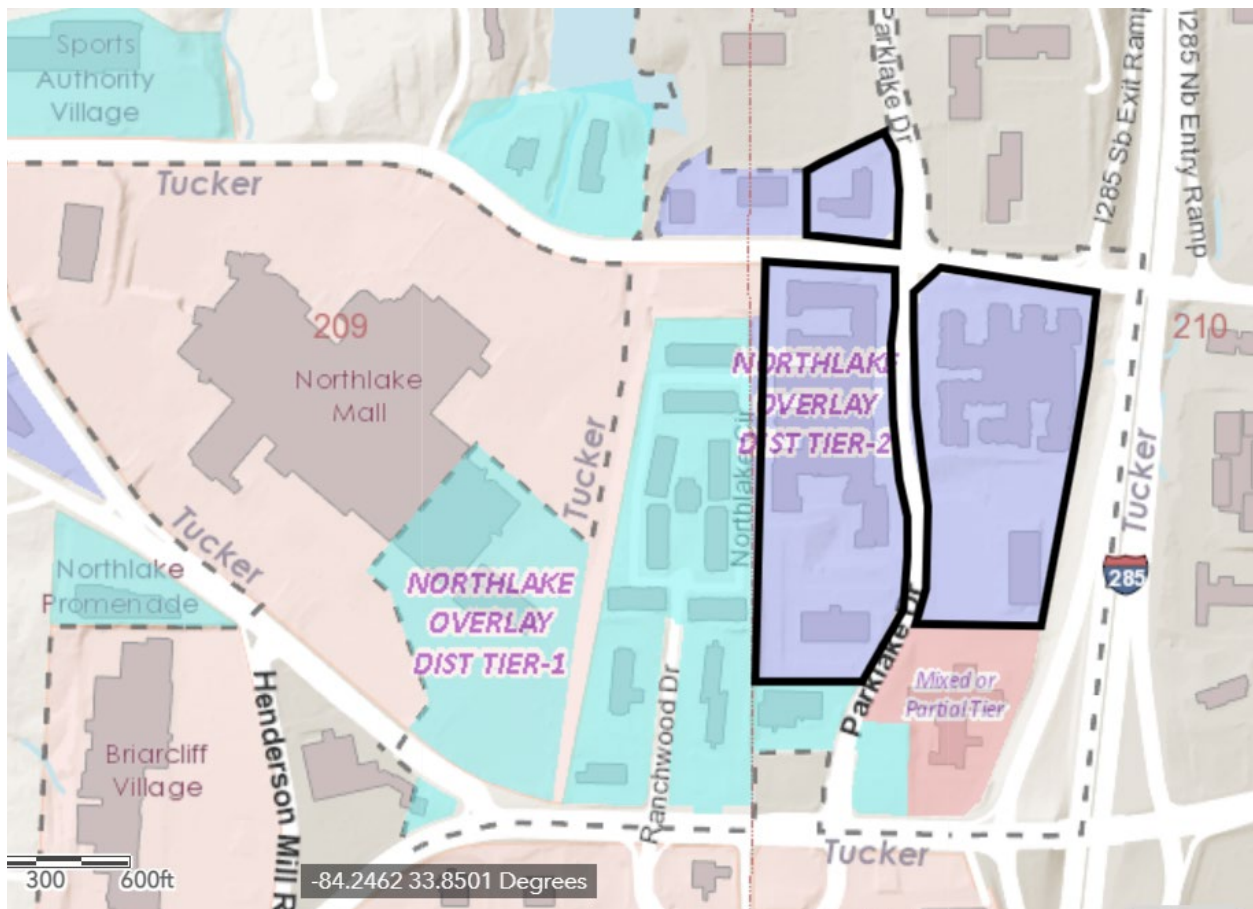 Sports
Authority
Village
Parklake Dr
I285 Sb Exit Ramp
I285 Nb Entry Ramp
Tucker
209
210
Northlake
Mall
NORTHLAKE
OVERLAY
DIST TIER-2
Northlake Cir
Tucker
Tucker
Tucker
285
Northlake
Promenade
NORTHLAKE
OVERLAY
DIST TIER-1
Parklake Dr
Mixed or
Partial Tier
Henderson Mill R
Briarcliff
Village
Ranchwood Dr
Tucker
300
600ft
-84.2462 33.8501 Degrees